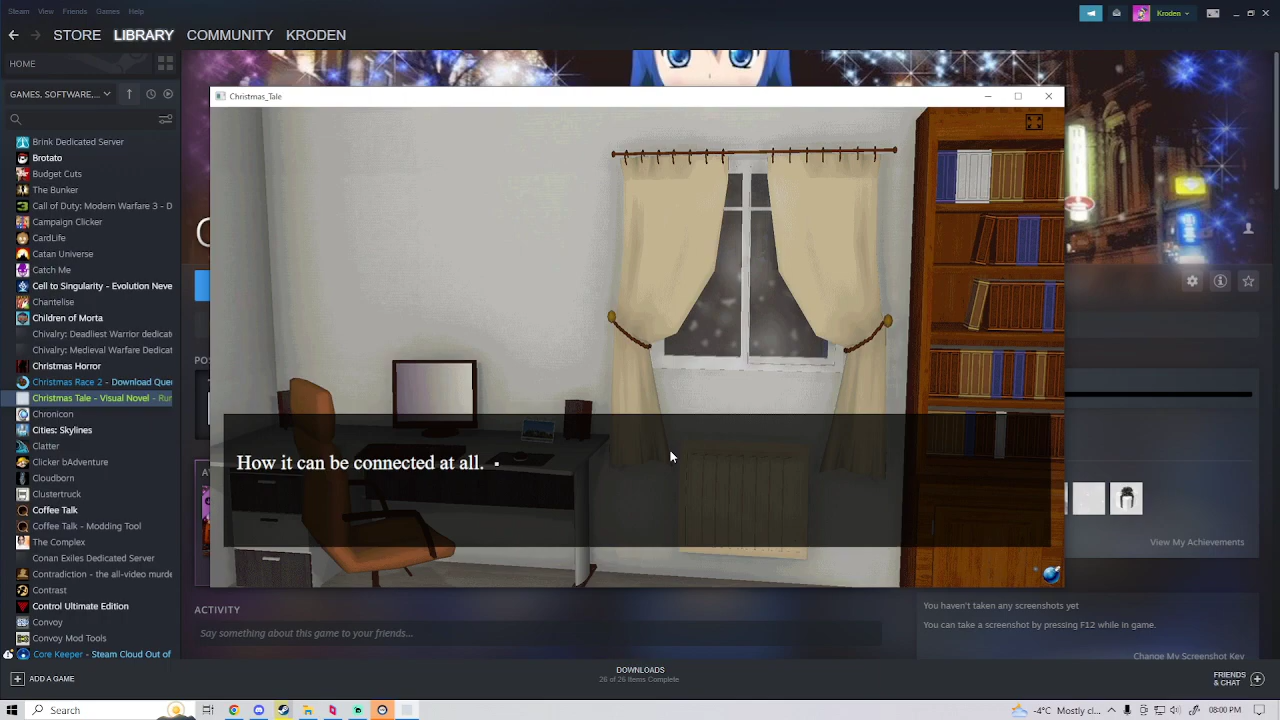 Steam View Friends Games Help
Kroden
STORE LIBRARY COMMUNITY KRODEN
ME
GAMES, SOFTWARE...
Christmas_Tale
Brink Dedicated Server
Brotato
Budget Cuts
The Bunker
Call of Duty: Modern Warfare 3 - D
Campaign Clicker
CardLife
Catan Universe
Catch Me
Cell to Singularity - Evolution Neve
Chantelise
Children of Morta
Chivalry: Deadliest Warrior dedicat
Chivalry: Medieval Warfare Dedicat
Christmas Horror
Christmas Race 2 - Download Que
Christmas Tale - Visual Novel - Run
Chronicon
Cities: Skylines
Clatter
Clicker bAdventure
Cloudborn
Clustertruck
Coffee Talk
Coffee Talk - Modding Tool
The Complex
Conan Exiles Dedicated Server
Contradiction - the all-video murde
Contrast
Control Ultimate Edition
Convoy
Convoy Mod Tools
Core Keeper - Steam Cloud Out of
How it can be connected at all.
View My Achievements
ACTIVITY
Say something about this game to your friends...
You haven't taken any screenshots yet
You can take a screenshot by pressing F12 while in game.
Change My Screenshot Key
ADD A GAME
DOWNLOADS
26 of 26 Items Complete
FRIENDS
& CHAT
Search
-4°C Mostly cl...
08:00 PM